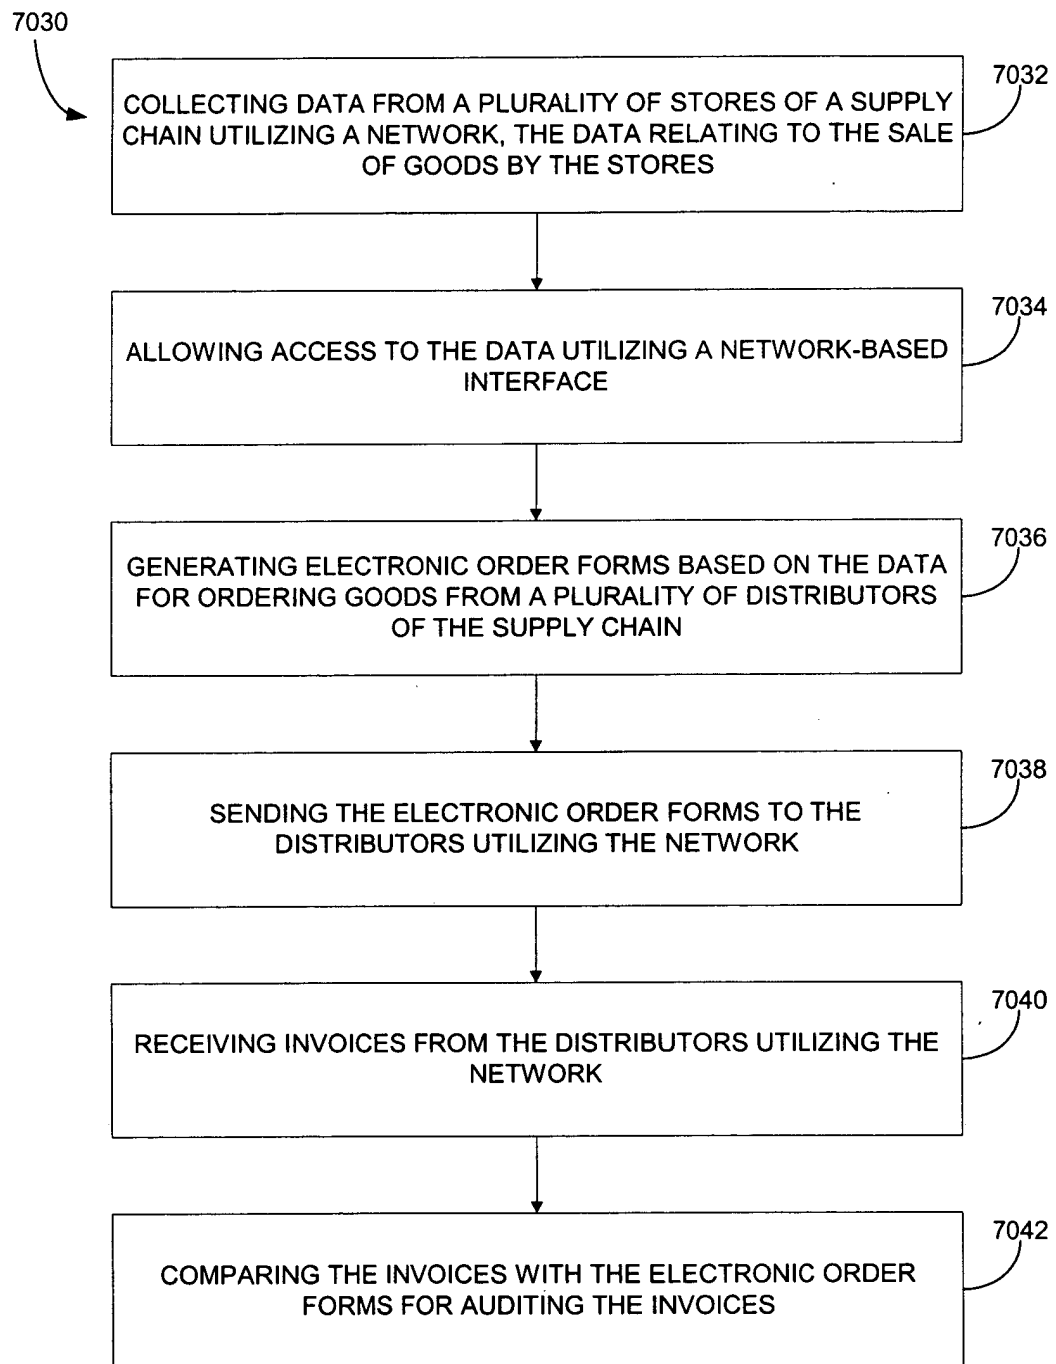 7030
7032
COLLECTING DATA FROM A PLURALITY OF STORES OF A SUPPLY
CHAIN UTILIZING A NETWORK, THE DATA RELATING TO THE SALE
OF GOODS BY THE STORES
7034
ALLOWING ACCESS TO THE DATA UTILIZING A NETWORK-BASED
INTERFACE
7036
GENERATING ELECTRONIC ORDER FORMS BASED ON THE DATA
FOR ORDERING GOODS FROM A PLURALITY OF DISTRIBUTORS
OF THE SUPPLY CHAIN
7038
SENDING THE ELECTRONIC ORDER FORMS TO THE
DISTRIBUTORS UTILIZING THE NETWORK
7040
RECEIVING INVOICES FROM THE DISTRIBUTORS UTILIZING THE
NETWORK
7042
COMPARING THE INVOICES WITH THE ELECTRONIC ORDER
FORMS FOR AUDITING THE INVOICES